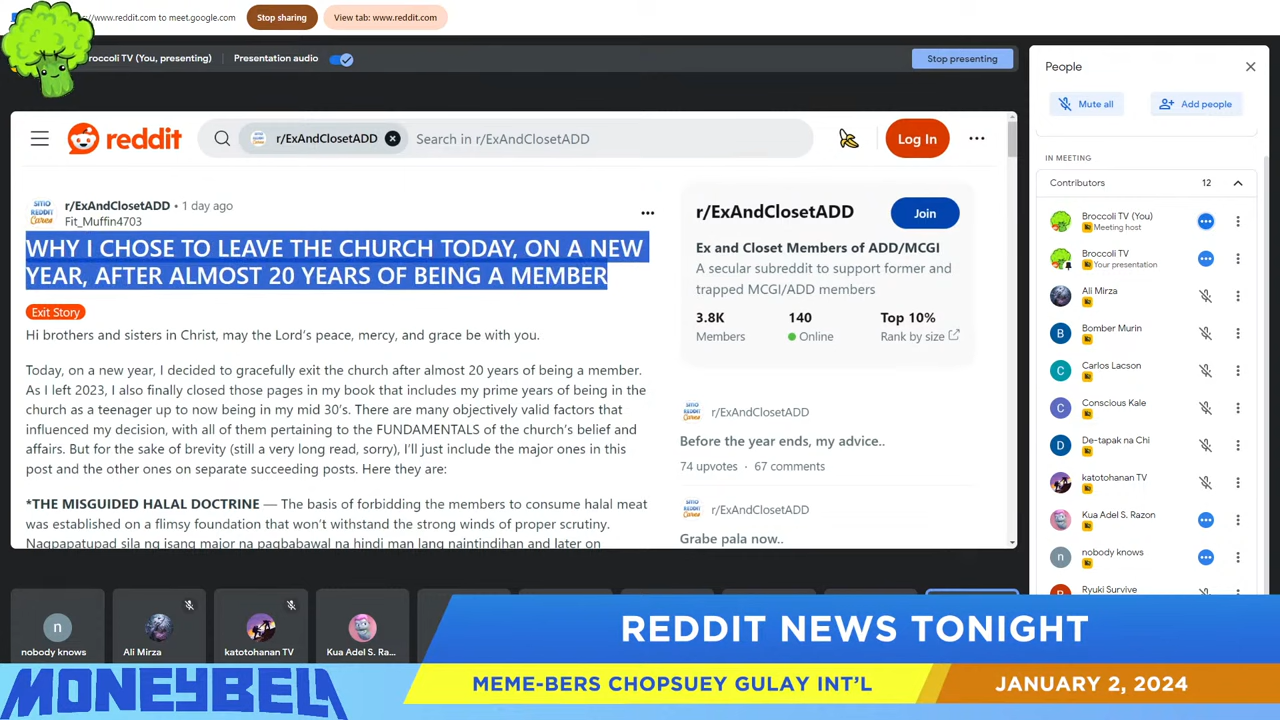 www.reddit.com to meet.google.com
Stop sharing
View tab: www.reddit.com
roccoli TV (You, presenting)
Presentation audio
Stop presenting
reddit
r/ExAndClosetADD
Search in r/ExAndClosetADD
Log In
SMO
REDDIT
Cares
r/ExAndClosetADD • 1 day ago
Fit_Muffin4703
WHY I CHOSE TO LEAVE THE CHURCH TODAY, ON A NEW
YEAR, AFTER ALMOST 20 YEARS OF BEING A MEMBER
Exit Story
Hi brothers and sisters in Christ, may the Lord's peace, mercy, and grace be with you.
Today, on a new year, I decided to gracefully exit the church after almost 20 years of being a member.
As I left 2023, I also finally closed those pages in my book that includes my prime years of being in the
church as a teenager up to now being in my mid 30's. There are many objectively valid factors that
influenced my decision, with all of them pertaining to the FUNDAMENTALS of the church's belief and
affairs. But for the sake of brevity (still a very long read, sorry), I'll just include the major ones in this
post and the other ones on separate succeeding posts. Here they are:
*THE MISGUIDED HALAL DOCTRINE — The basis of forbidding the members to consume halal meat
was established on a flimsy foundation that won't withstand the strong winds of proper scrutiny.
Nagpapatupad sila ng isang major na pagbabawal na hindi man lang naintindihan and later on
r/ExAndClosetADD
Join
Ex and Closet Members of ADD/MCGI
A secular subreddit to support former and
trapped MCGI/ADD members
3.8K
140
Top 10%
Members
Online
Rank by size
r/ExAndClosetADD
Before the year ends, my advice..
74 upvotes · 67 comments
r/ExAndClosetADD
Grabe pala now..
People
Mute all
Add people
IN MEETING
Contributors
12
Broccoli TV (You)
Meeting host
Broccoli TV
Your presentation
Ali Mirza
B
Bomber Murin
C
Carlos Lacson
C
Conscious Kale
D
De-tapak na Chi
katotohanan TV
Kua Adel S. Razon
n
nobody knows
Ryuki Survive
n
nobody knows
Ali Mirza
katotohanan TV
Kua Adel S. Ra...
REDDIT NEWS TONIGHT
MONEYBELA
MEME-BERS CHOPSUEY GULAY INT'L
JANUARY 2, 2024